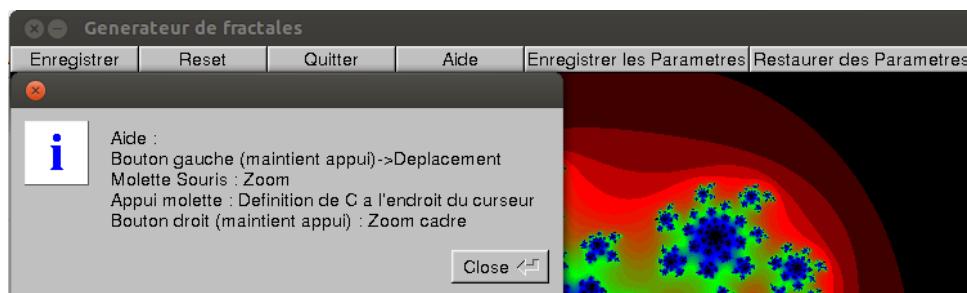 Generateur de fractales
Enregistrer Reset Quitter Aide Enregistrer les Parametres Restaurer des Parametres
Aide :
Bouton gauche (maintient appui)->Deplacement
Molette Souris : Zoom
Appui molette : Definition de C a l'endroit du curseur
Bouton droit (maintient appui) : Zoom cadre
Close